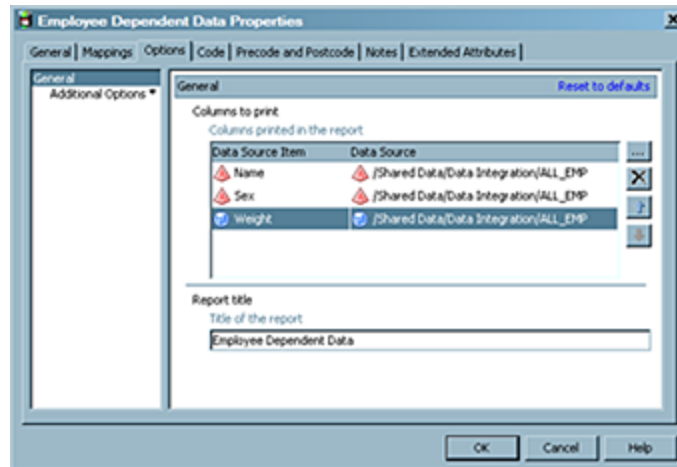 Employee Dependent Data Properties
General Mappings Options Code Precode and Postcode Notes Extended Attributes
General
Additional Options *
General Reset to defaults
Columns to print
Columns printed in the report
Data Source Item Data Source
Name /Shared Data/Data Integration/ALL_EMP
Sex /Shared Data/Data Integration/ALL_EMP
Weight /Shared Data/Data Integration/ALL_EMP
Report title
Title of the report
Employee Dependent Data
OK Cancel Help